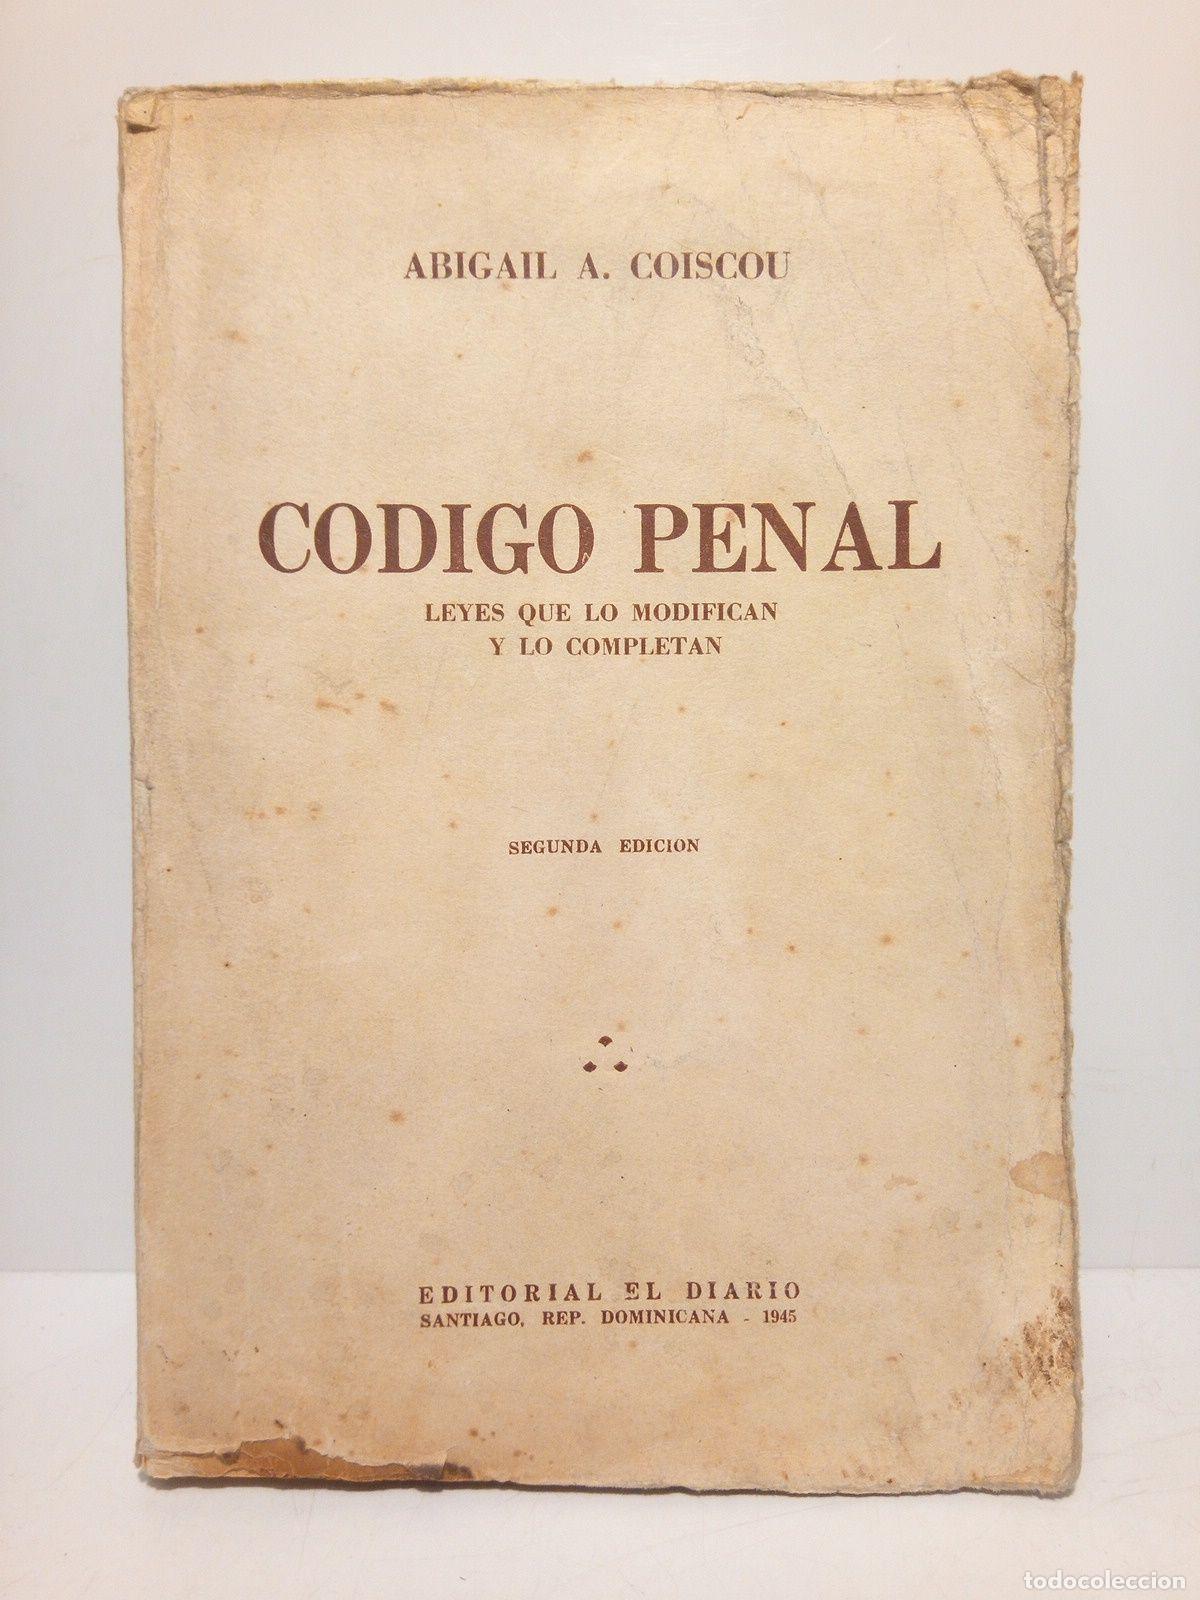 ABIGAIL A. COISCOU
CODIGO PENAL
LEYES QUE LO MODIFICAN
Y LO COMPLETAN
SEGUNDA EDICION
EDITORIAL EL DIARIO
SANTIAGO, REP. DOMINICANA - 1945
todocoleccion